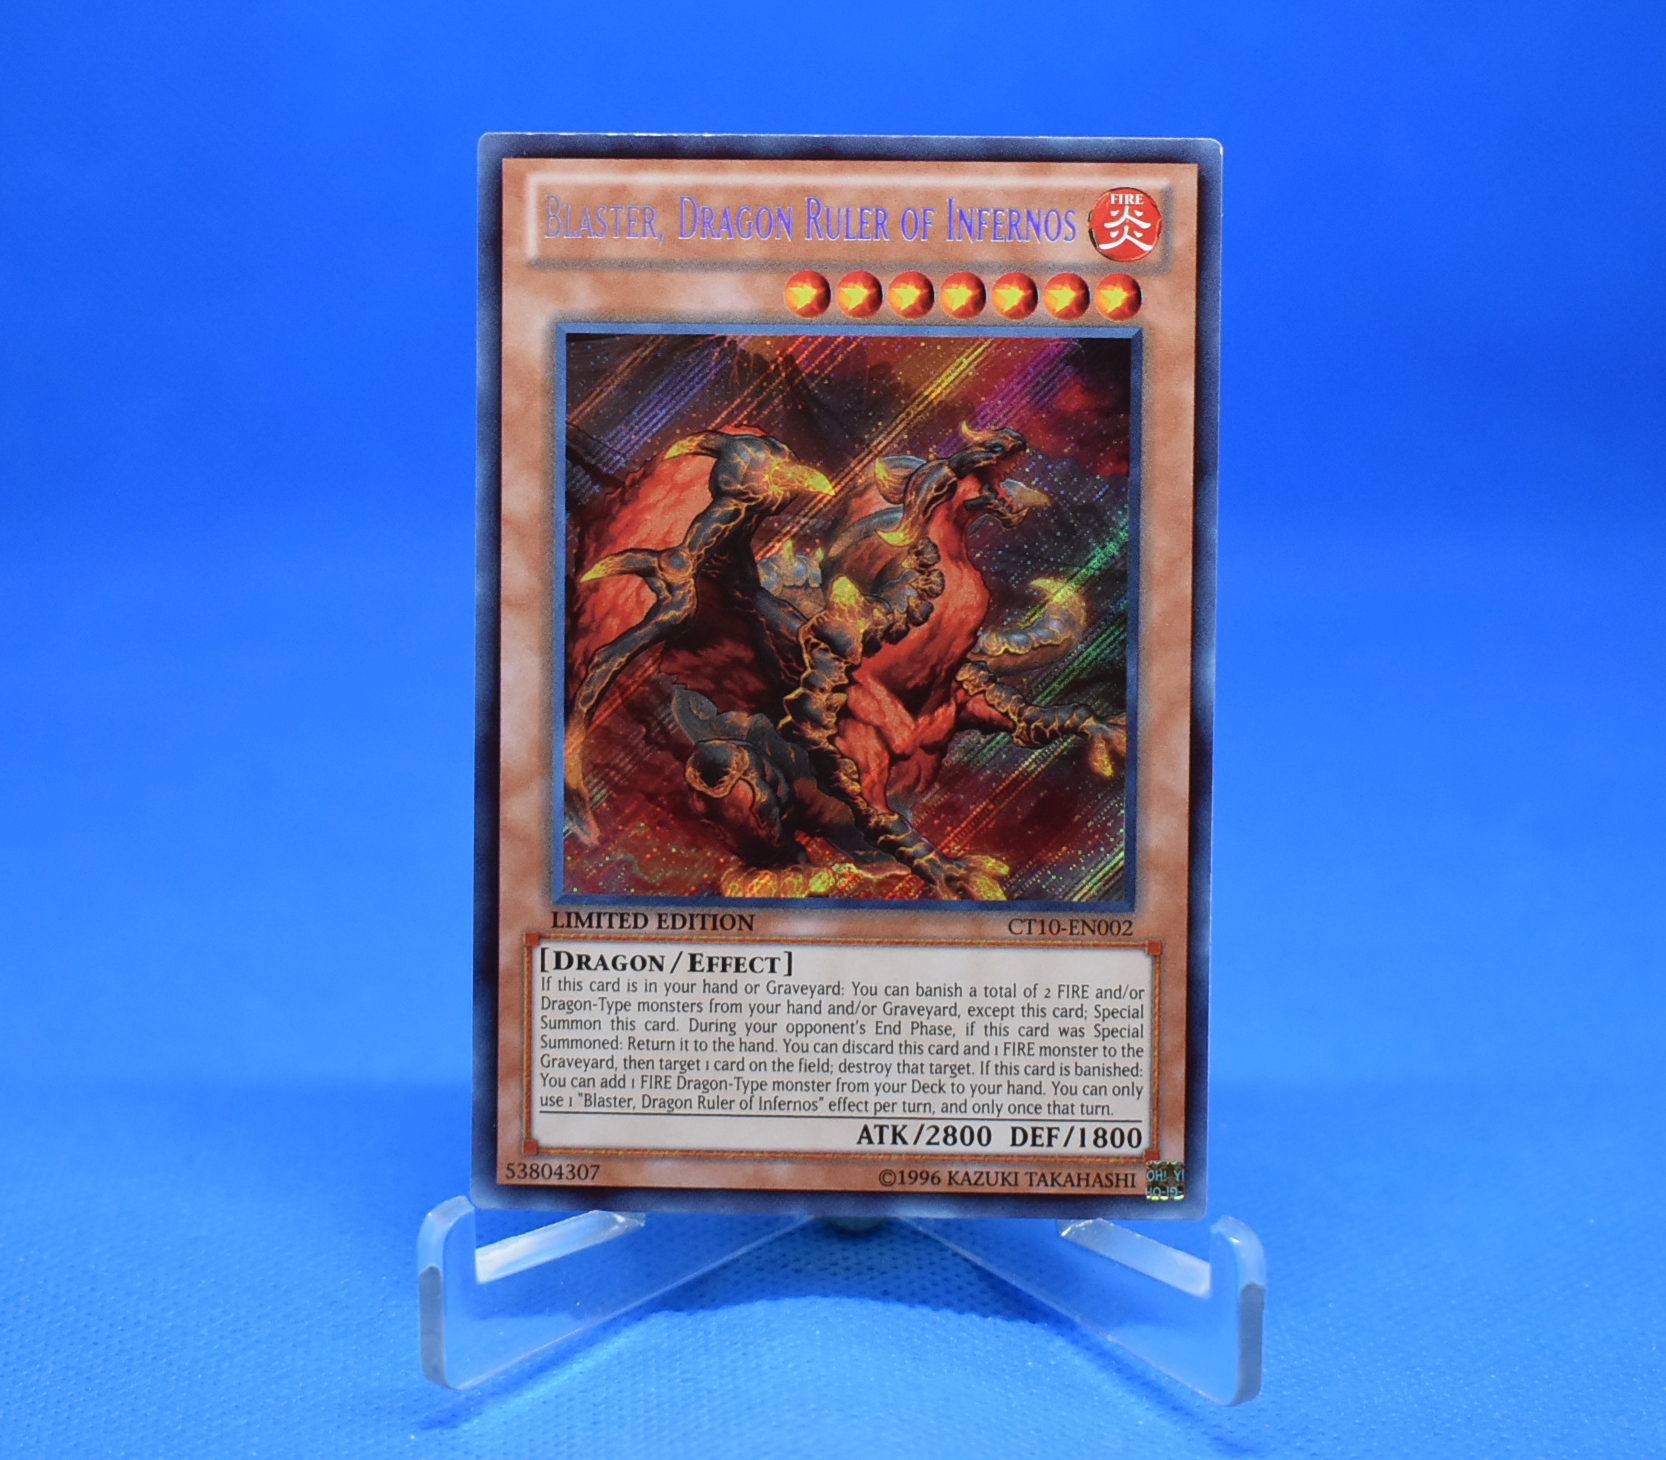 BLASTER, DRAGON RULER OF INFERNOS
FIRE
炎
LIMITED EDITION
CT10-EN002
[DRAGON/EFFECT]
If this card is in your hand or Graveyard: You can banish a total of 2 FIRE and/or
Dragon-Type monsters from your hand and/or Graveyard, except this card; Special
Summon this card. During your opponent's End Phase, if this card was Special
Summoned: Return it to the hand. You can discard this card and 1 FIRE monster to the
Graveyard, then target 1 card on the field; destroy that target. If this card is banished:
You can add 1 FIRE Dragon-Type monster from your Deck to your hand. You can only
use 1 "Blaster, Dragon Ruler of Infernos" effect per turn, and only once that turn.
ATK/2800 DEF/1800
53804307
©1996 KAZUKI TAKAHASHI